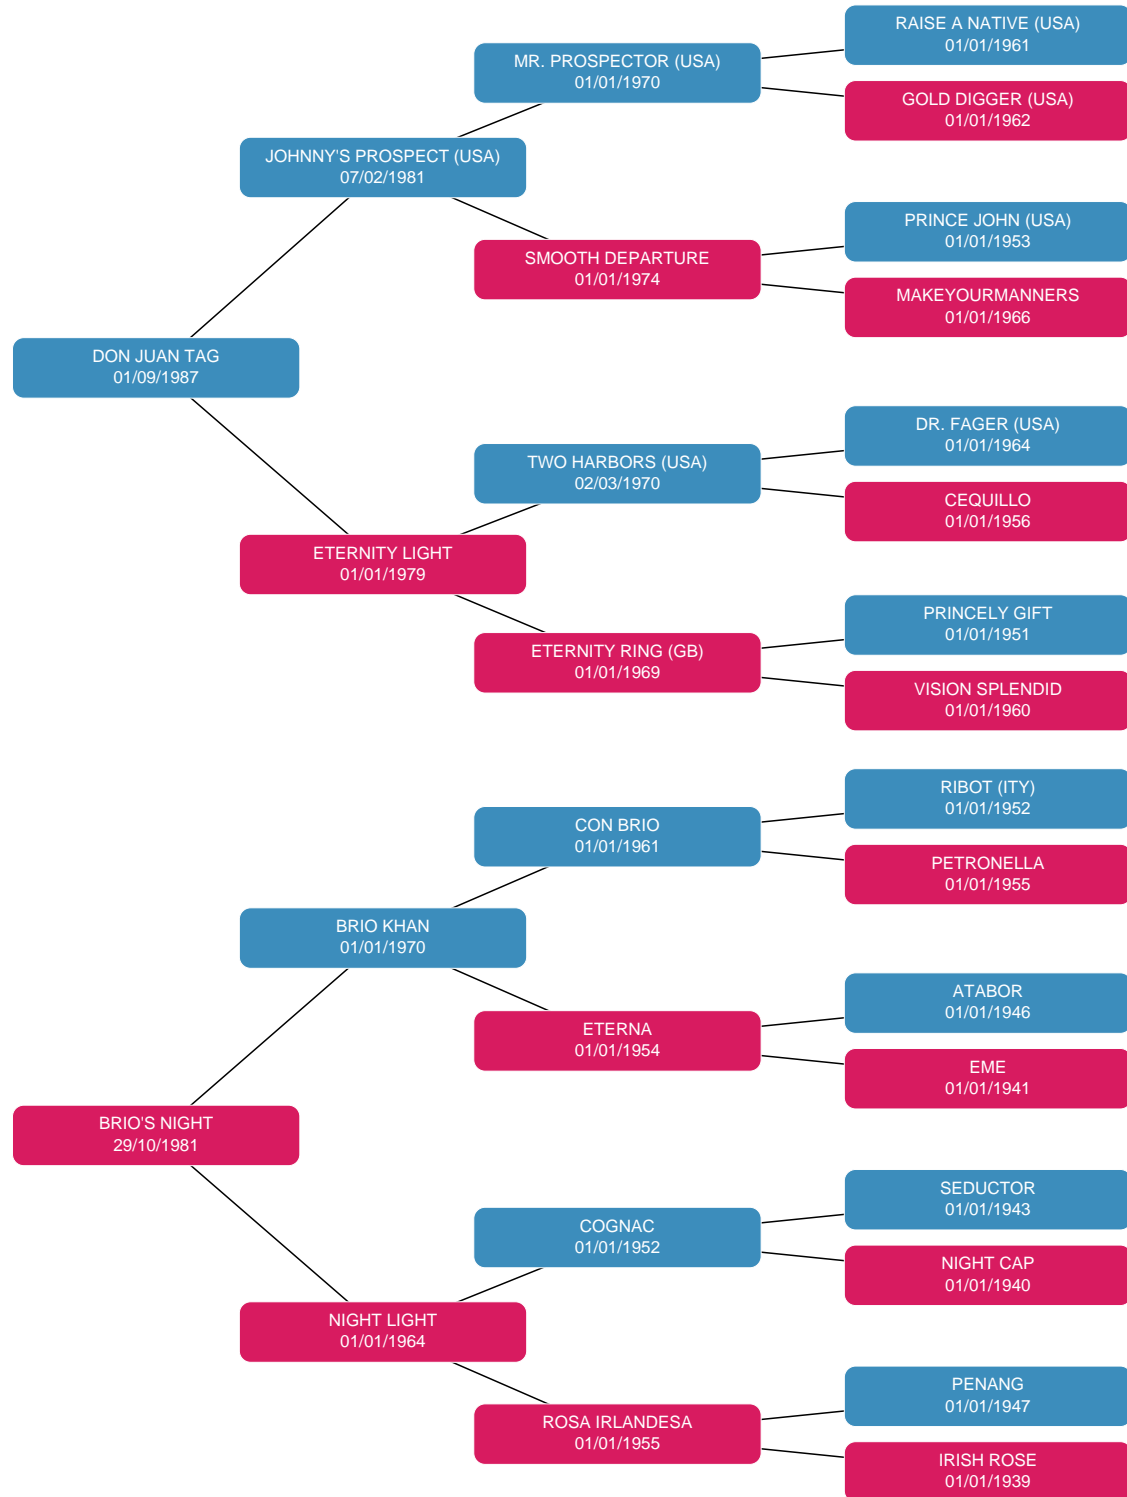 RAISE A NATIVE (USA)
01/01/1961
MR. PROSPECTOR (USA)
01/01/1970
GOLD DIGGER (USA)
01/01/1962
JOHNNY'S PROSPECT (USA)
07/02/1981
PRINCE JOHN (USA)
01/01/1953
SMOOTH DEPARTURE
01/01/1974
MAKEYOURMANNERS
01/01/1966
DON JUAN TAG
01/09/1987
DR. FAGER (USA)
01/01/1964
TWO HARBORS (USA)
02/03/1970
CEQUILLO
01/01/1956
ETERNITY LIGHT
01/01/1979
PRINCELY GIFT
01/01/1951
ETERNITY RING (GB)
01/01/1969
VISION SPLENDID
01/01/1960
RIBOT (ITY)
01/01/1952
CON BRIO
01/01/1961
PETRONELLA
01/01/1955
BRIO KHAN
01/01/1970
ATABOR
01/01/1946
ETERNA
01/01/1954
EME
01/01/1941
BRIO'S NIGHT
29/10/1981
SEDUCTOR
01/01/1943
COGNAC
01/01/1952
NIGHT CAP
01/01/1940
NIGHT LIGHT
01/01/1964
PENANG
01/01/1947
ROSA IRLANDESA
01/01/1955
IRISH ROSE
01/01/1939